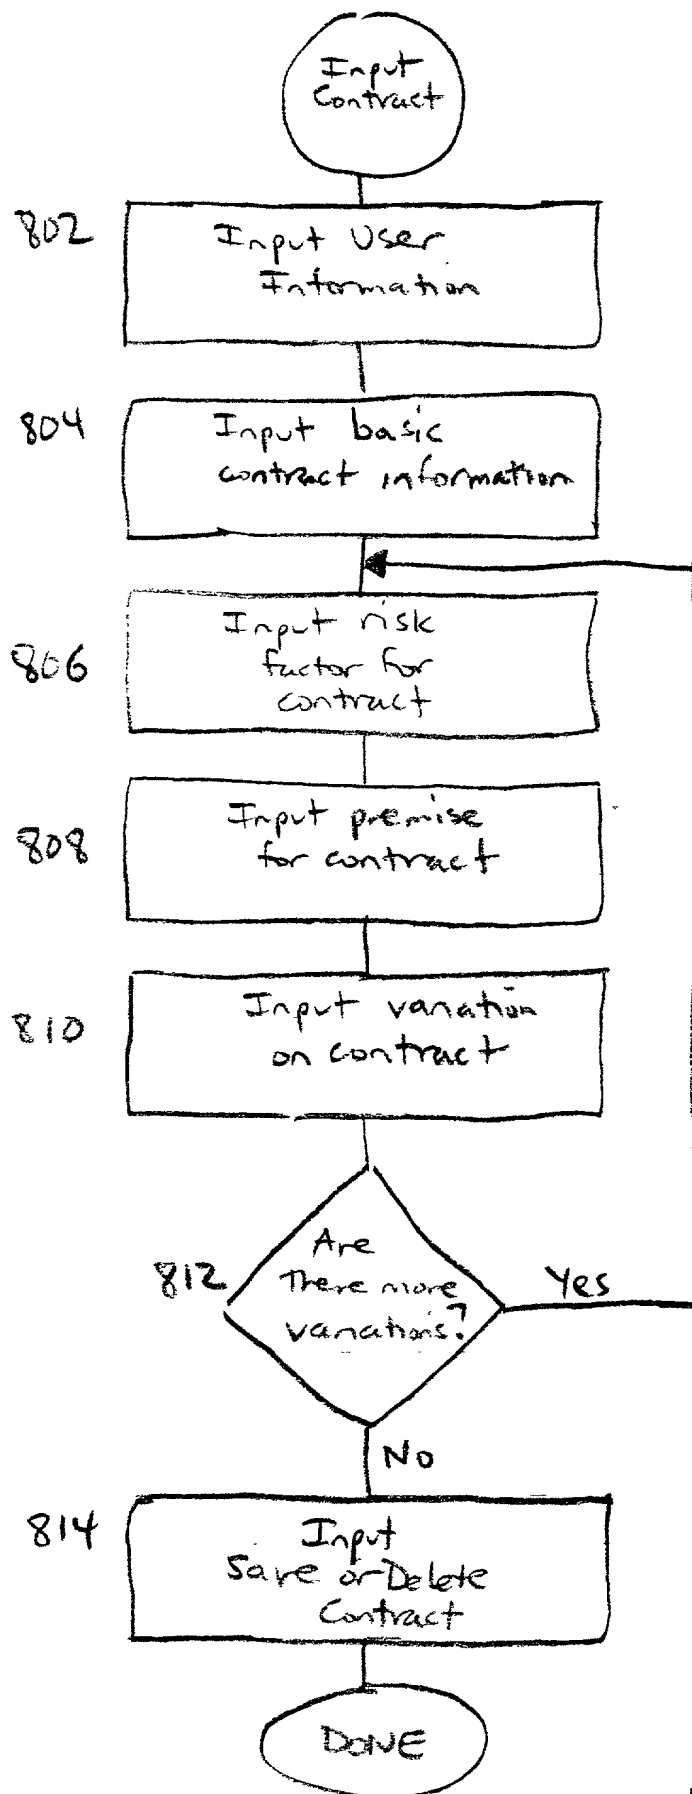 Input
Contract
802
Input User
Information
804
Input basic
contract information
806
Input risk
factor for
contract
808
Input premise
for contract
810
Input variation
on contract
812
Are
There more
variations?
Yes
No
814
Input
Save or Delete
Contract
DONE